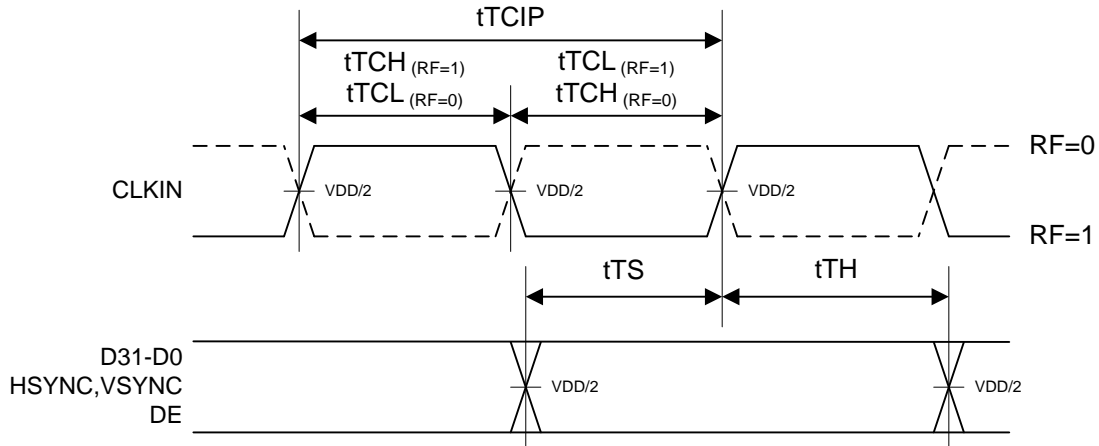 tTCIP
tTCH (RF=1)
tTCL (RF=1)
tTCL (RF=0)
tTCH (RF=0)
RF=0
CLKIN
VDD/2
VDD/2
VDD/2
RF=1
tTS
tTH
D31-D0
HSYNC,VSYNC
DE
VDD/2
VDD/2